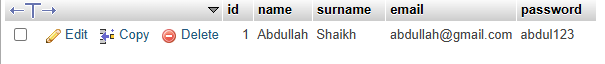 id name surname email password
Edit Copy Delete 1 Abdullah Shaikh abdullah@gmail.com abdul123